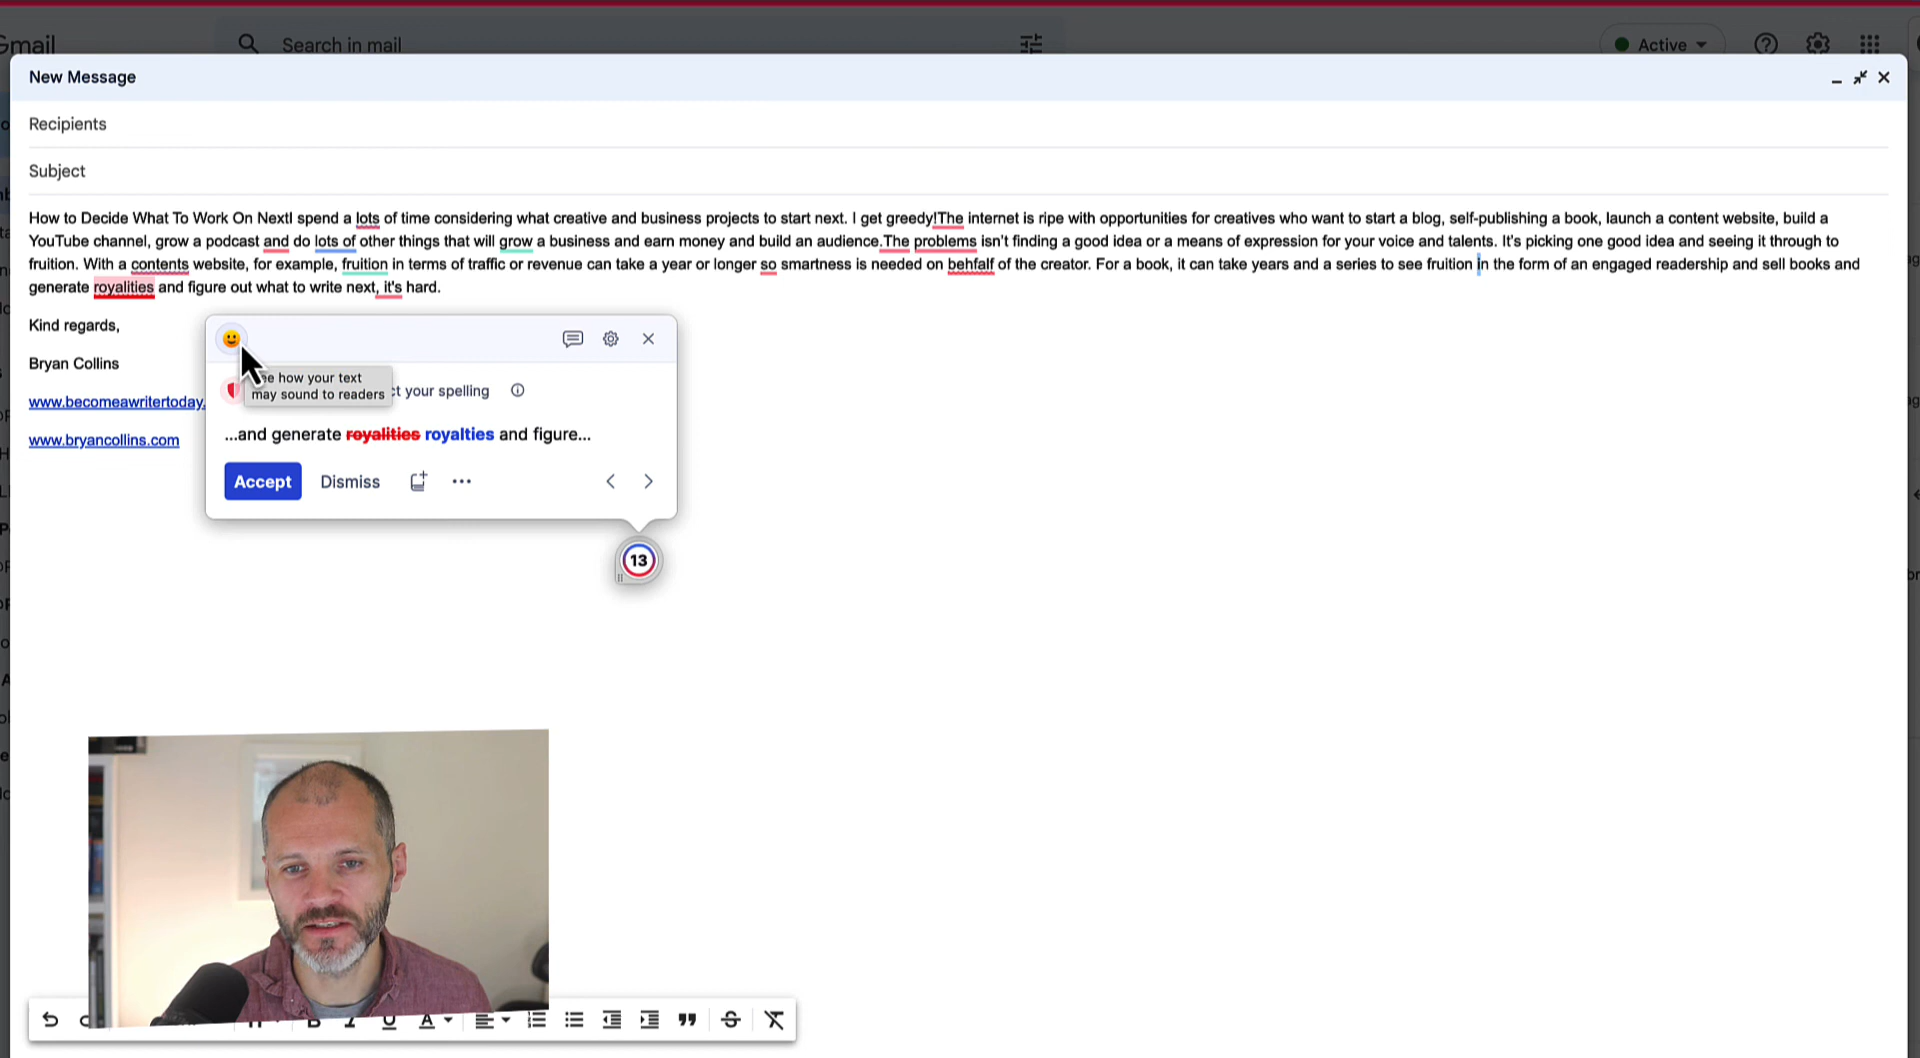 Gmail
Search in mail
Active
New Message
Recipients
Subject
How to Decide What To Work On NextI spend a lots of time considering what creative and business projects to start next. I get greedy!The internet is ripe with opportunities for creatives who want to start a blog, self-publishing a book, launch a content website, build a
YouTube channel, grow a podcast and do lots of other things that will grow a business and earn money and build an audience.The problems isn't finding a good idea or a means of expression for your voice and talents. It's picking one good idea and seeing it through to
fruition. With a contents website, for example, fruition in terms of traffic or revenue can take a year or longer so smartness is needed on behfalf of the creator. For a book, it can take years and a series to see fruition in the form of an engaged readership and sell books and
generate royalities and figure out what to write next, it's hard.
Kind regards,
Bryan Collins
how your text
may sound to readers
your spelling
www.becomeawritertoday.
...and generate royalities royalties and figure...
www.bryancollins.com
Accept Dismiss
13